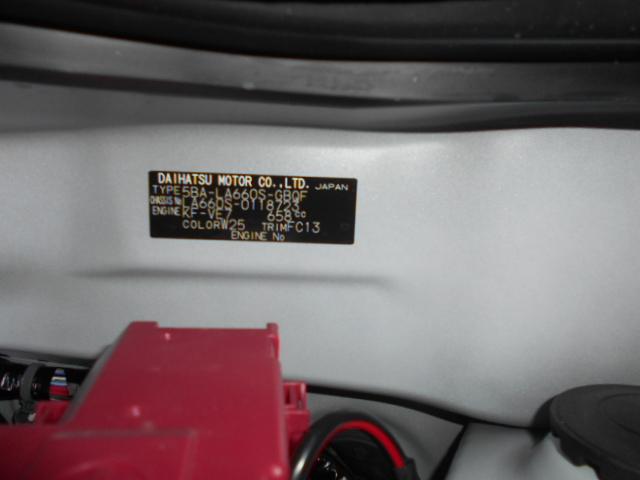 DAIHATSU MOTOR CO.,LTD. JAPAN
TYPE 5BA-LA660S-GBQF
CHASSIS No LA660S-0118723
ENGINE KF-VE7 658cc
COLOR W25 TRIM FC13
ENGINE No